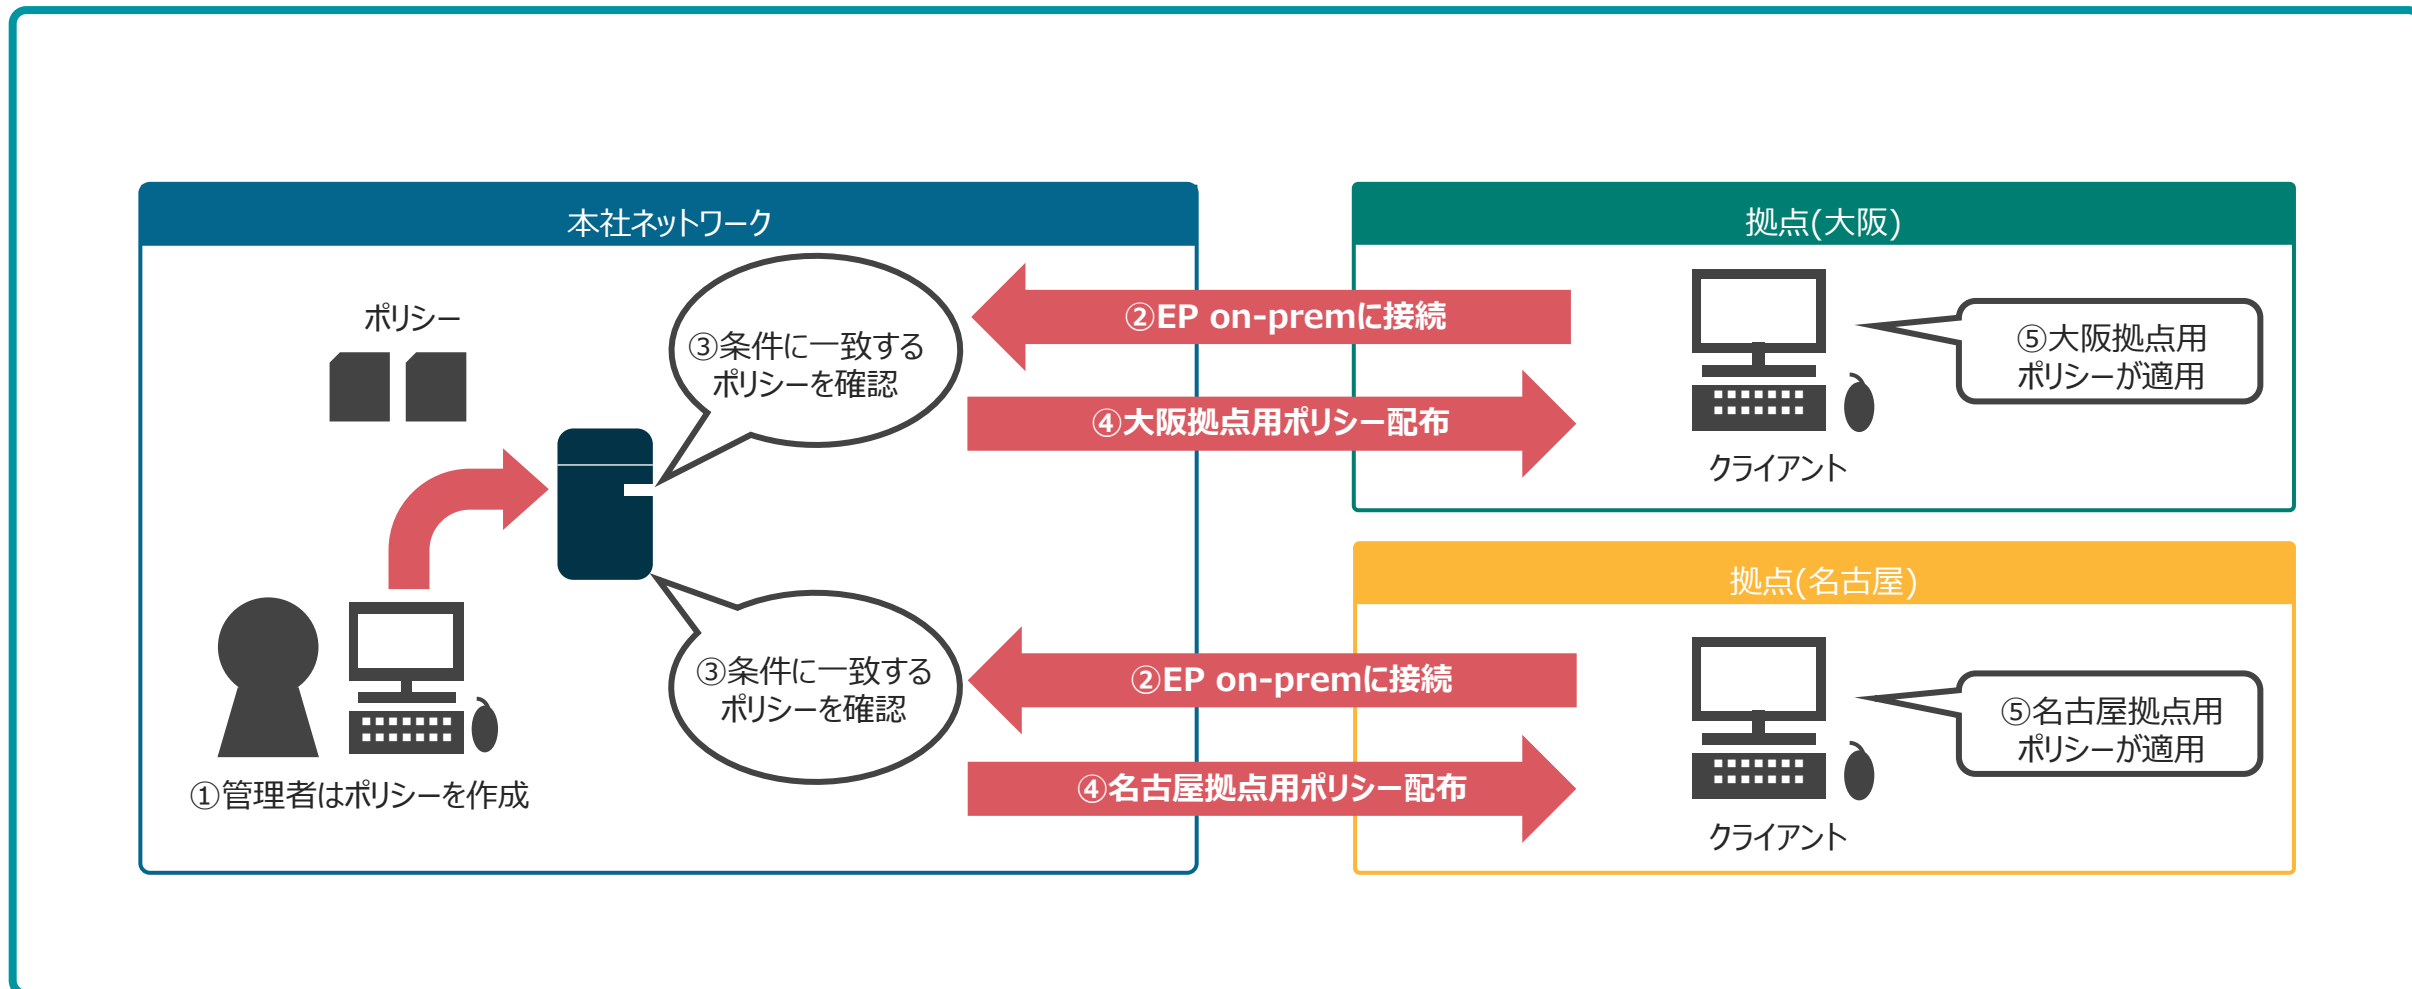 本社ネットワーク
ポリシー
③条件に一致する
ポリシーを確認
③条件に一致する
ポリシーを確認
①管理者はポリシーを作成
②EP on-premに接続
④大阪拠点用ポリシー配布
②EP on-premに接続
④名古屋拠点用ポリシー配布
拠点(大阪)
クライアント
⑤大阪拠点用
ポリシーが適用
拠点(名古屋)
クライアント
⑤名古屋拠点用
ポリシーが適用